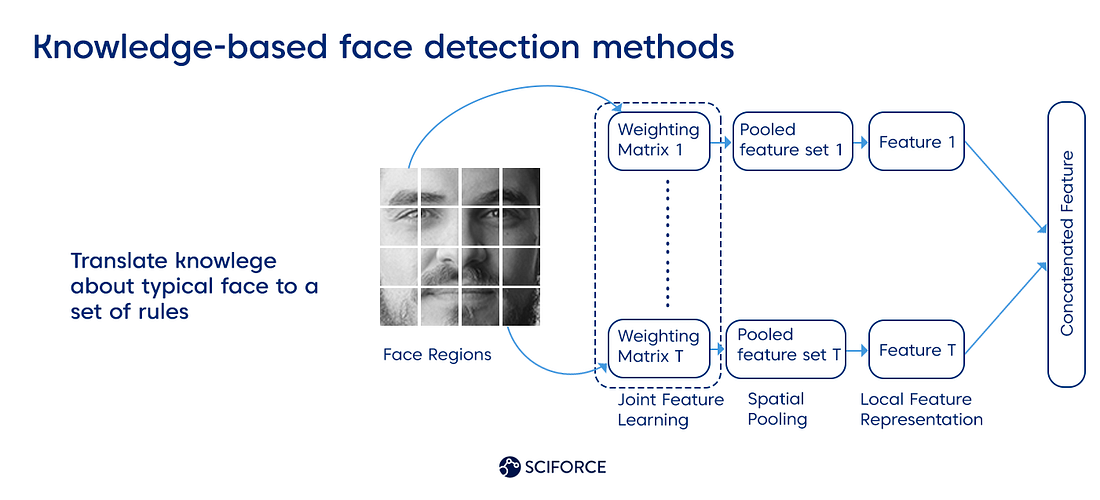 Knowledge-based face detection methods
Translate knowlege
about typical face to a
set of rules
Face Regions
Weighting
Matrix 1
Pooled
feature set 1
Feature 1
Weighting
Matrix T
Pooled
feature set T
Feature T
Joint Feature
Learning
Spatial
Pooling
Local Feature
Representation
Concatenated Feature
SCIFORCE